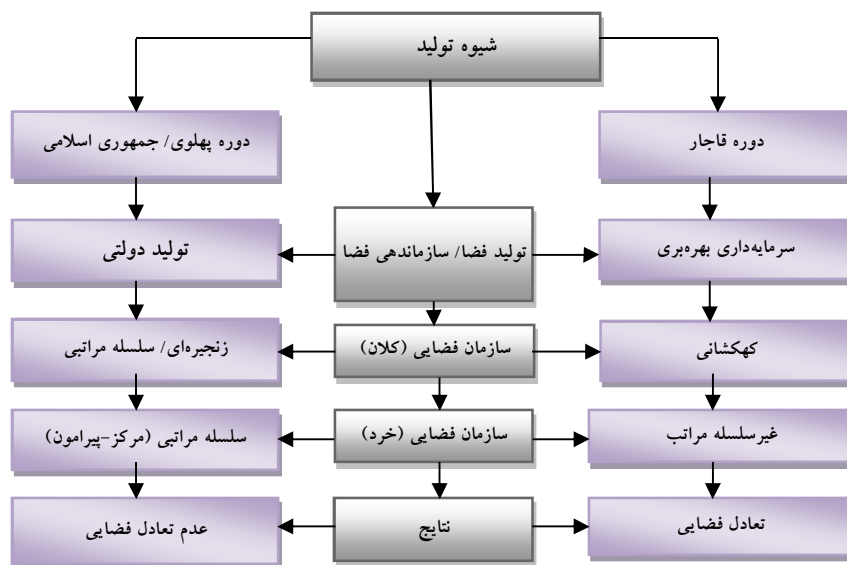 شیوه تولید
دوره قاجار
دوره پهلوی/ جمهوری اسلامی
سرمایه‌داری بهره‌بری
تولید فضا/ سازماندهی فضا
تولید دولتی
کهکشانی
سازمان فضایی (کلان)
زنجیره‌ای/ سلسله مراتبی
غیرسلسله مراتب
سازمان فضایی (خرد)
سلسله مراتبی (مرکز-پیرامون)
تعادل فضایی
نتایج
عدم تعادل فضایی